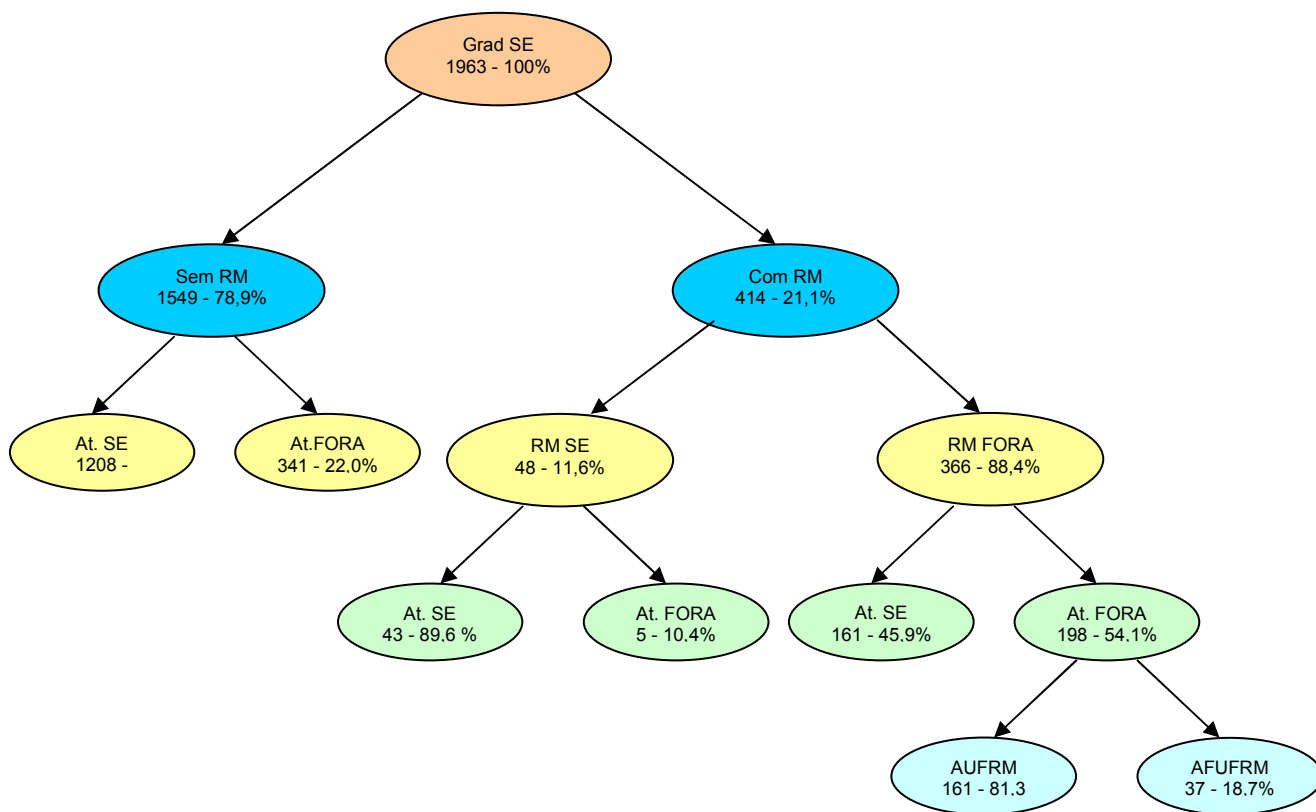 Grad SE
1963 - 100%
Sem RM
1549 - 78,9%
Com RM
414 - 21,1%
At. SE
1208 -
At.FORA
341 - 22,0%
RM SE
48 - 11,6%
RM FORA
366 - 88,4%
At. SE
43 - 89,6 %
At. FORA
5 - 10,4%
At. SE
161 - 45,9%
At. FORA
198 - 54,1%
AUFRM
161 - 81,3
AFUFRM
37 - 18,7%